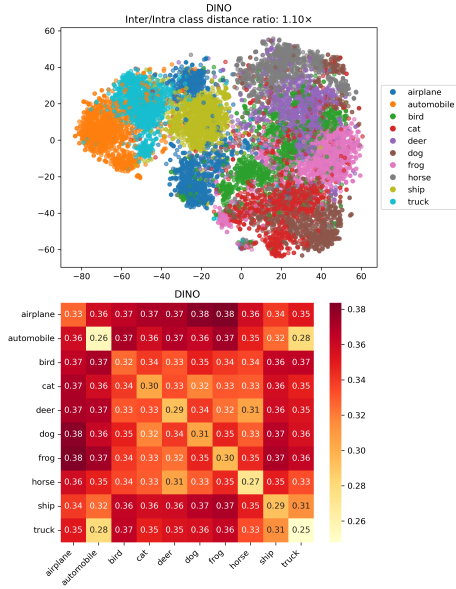 DINO
Inter/Intra class distance ratio: 1.10×
60
40
20
0
−20
−40
−60
−80 −60 −40 −20 0 20 40 60
airplane
automobile
bird
cat
deer
dog
frog
horse
ship
truck
DINO
airplane 0.33 0.36 0.37 0.37 0.37 0.38 0.38 0.36 0.34 0.35
automobile 0.36 0.26 0.37 0.36 0.37 0.36 0.37 0.35 0.32 0.28
bird 0.37 0.37 0.32 0.34 0.33 0.35 0.34 0.34 0.36 0.37
cat 0.37 0.36 0.34 0.30 0.33 0.32 0.33 0.33 0.36 0.35
deer 0.37 0.37 0.33 0.33 0.29 0.34 0.32 0.31 0.36 0.35
dog 0.38 0.36 0.35 0.32 0.34 0.31 0.35 0.33 0.37 0.36
frog 0.38 0.37 0.34 0.33 0.32 0.35 0.30 0.35 0.37 0.36
horse 0.36 0.35 0.34 0.33 0.31 0.33 0.35 0.27 0.35 0.33
ship 0.34 0.32 0.36 0.36 0.36 0.37 0.37 0.35 0.29 0.31
truck 0.35 0.28 0.37 0.35 0.35 0.36 0.36 0.33 0.31 0.25
airplane automobile bird cat deer dog frog horse ship truck
0.38
0.36
0.34
0.32
0.30
0.28
0.26